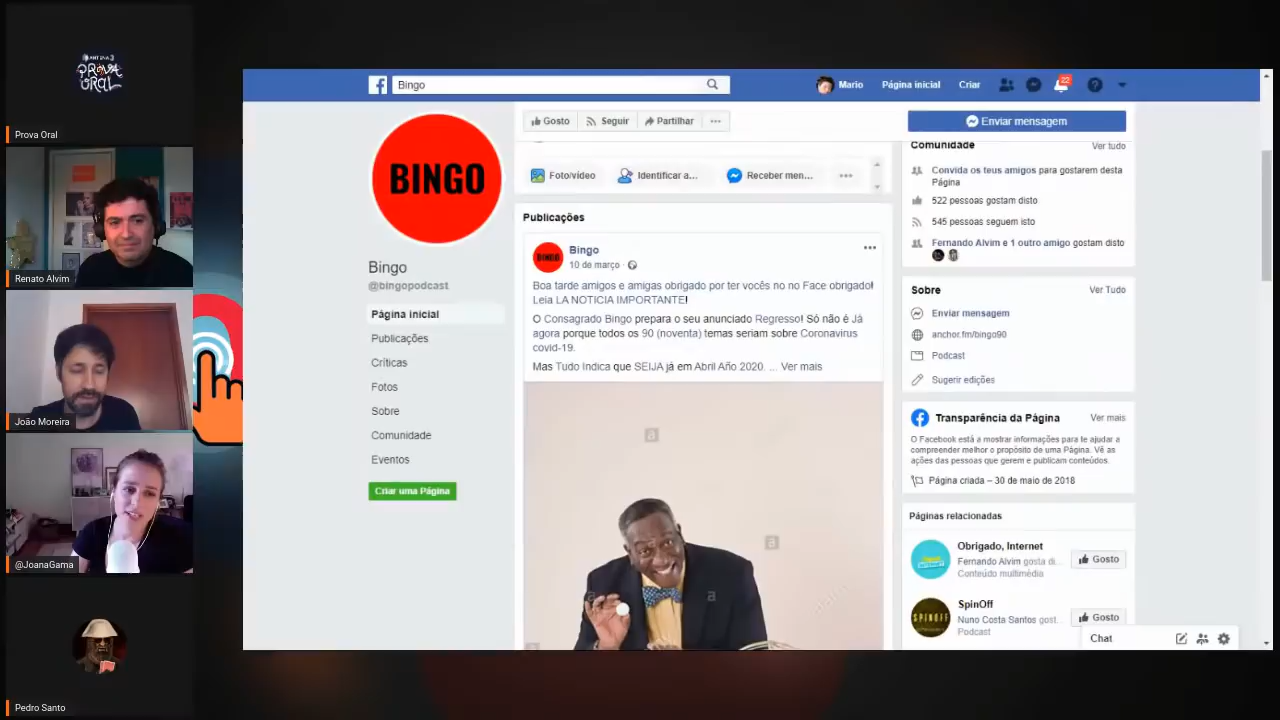 ANTENA 3
PROVA
ORAL
Prova Oral
Renato Alvim
João Moreira
@JoanaGama
Pedro Santo
Bingo
Mario
Página inicial
Criar
22
BINGO
Bingo
@bingopodcast
Página inicial
Publicações
Críticas
Fotos
Sobre
Comunidade
Eventos
Criar uma Página
Gosto
Seguir
Partilhar
Foto/vídeo
Identificar a...
Receber men...
Publicações
BINGO
Bingo
10 de março
Boa tarde amigos e amigas obrigado por ter vocês no no Face obrigado!
Leia LA NOTICIA IMPORTANTE!
O Consagrado Bingo prepara o seu anunciado Regresso! Só não é Já
agora porque todos os 90 (noventa) temas seriam sobre Coronavirus
covid-19.
Mas Tudo Indica que SEIJA já em Abril Año 2020. ... Ver mais
a
a
a
a
a
Enviar mensagem
Comunidade
Ver tudo
Convida os teus amigos para gostarem desta
Página
522 pessoas gostam disto
545 pessoas seguem isto
Fernando Alvim e 1 outro amigo gostam disto
Sobre
Ver Tudo
Enviar mensagem
anchor.fm/bingo90
Podcast
Sugerir edições
Transparência da Página
Ver mais
O Facebook está a mostrar informações para te ajudar a
compreender melhor o propósito de uma Página. Vê as
ações das pessoas que gerem e publicam conteúdos.
Página criada – 30 de maio de 2018
Páginas relacionadas
Obrigado, Internet
Fernando Alvim gosta di...
Conteúdo multimédia
Gosto
SPINOFF
SpinOff
Nuno Costa Santos gost...
Podcast
Gosto
Chat